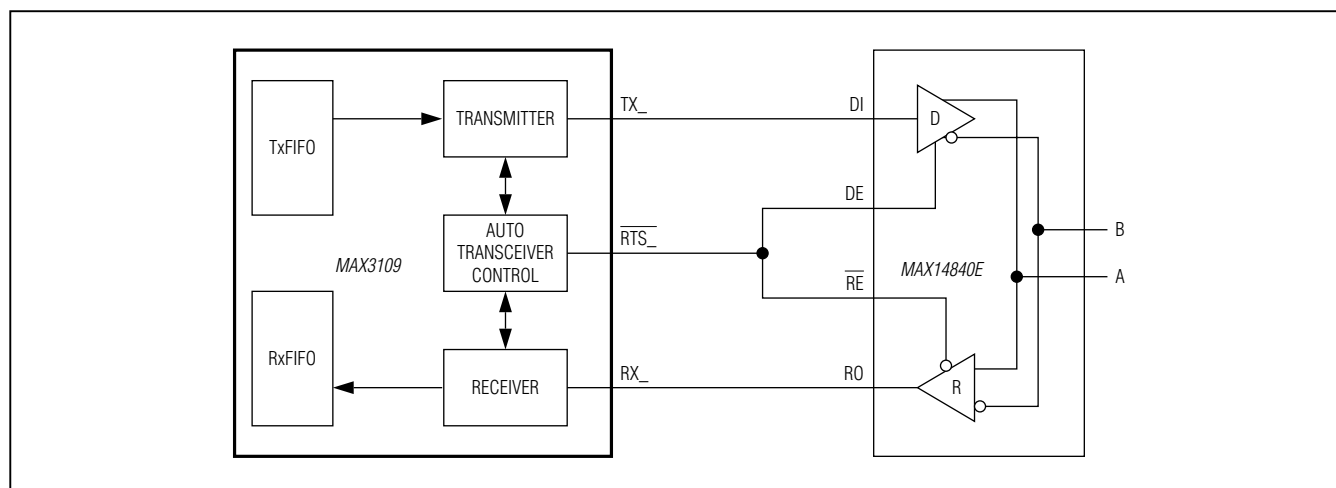 TxFIFO
TRANSMITTER
TX_
DI
D
AUTO
TRANSCEIVER
CONTROL
RTS_
DE
B
MAX3109
MAX14840E
A
RE
RxFIFO
RECEIVER
RX_
RO
R